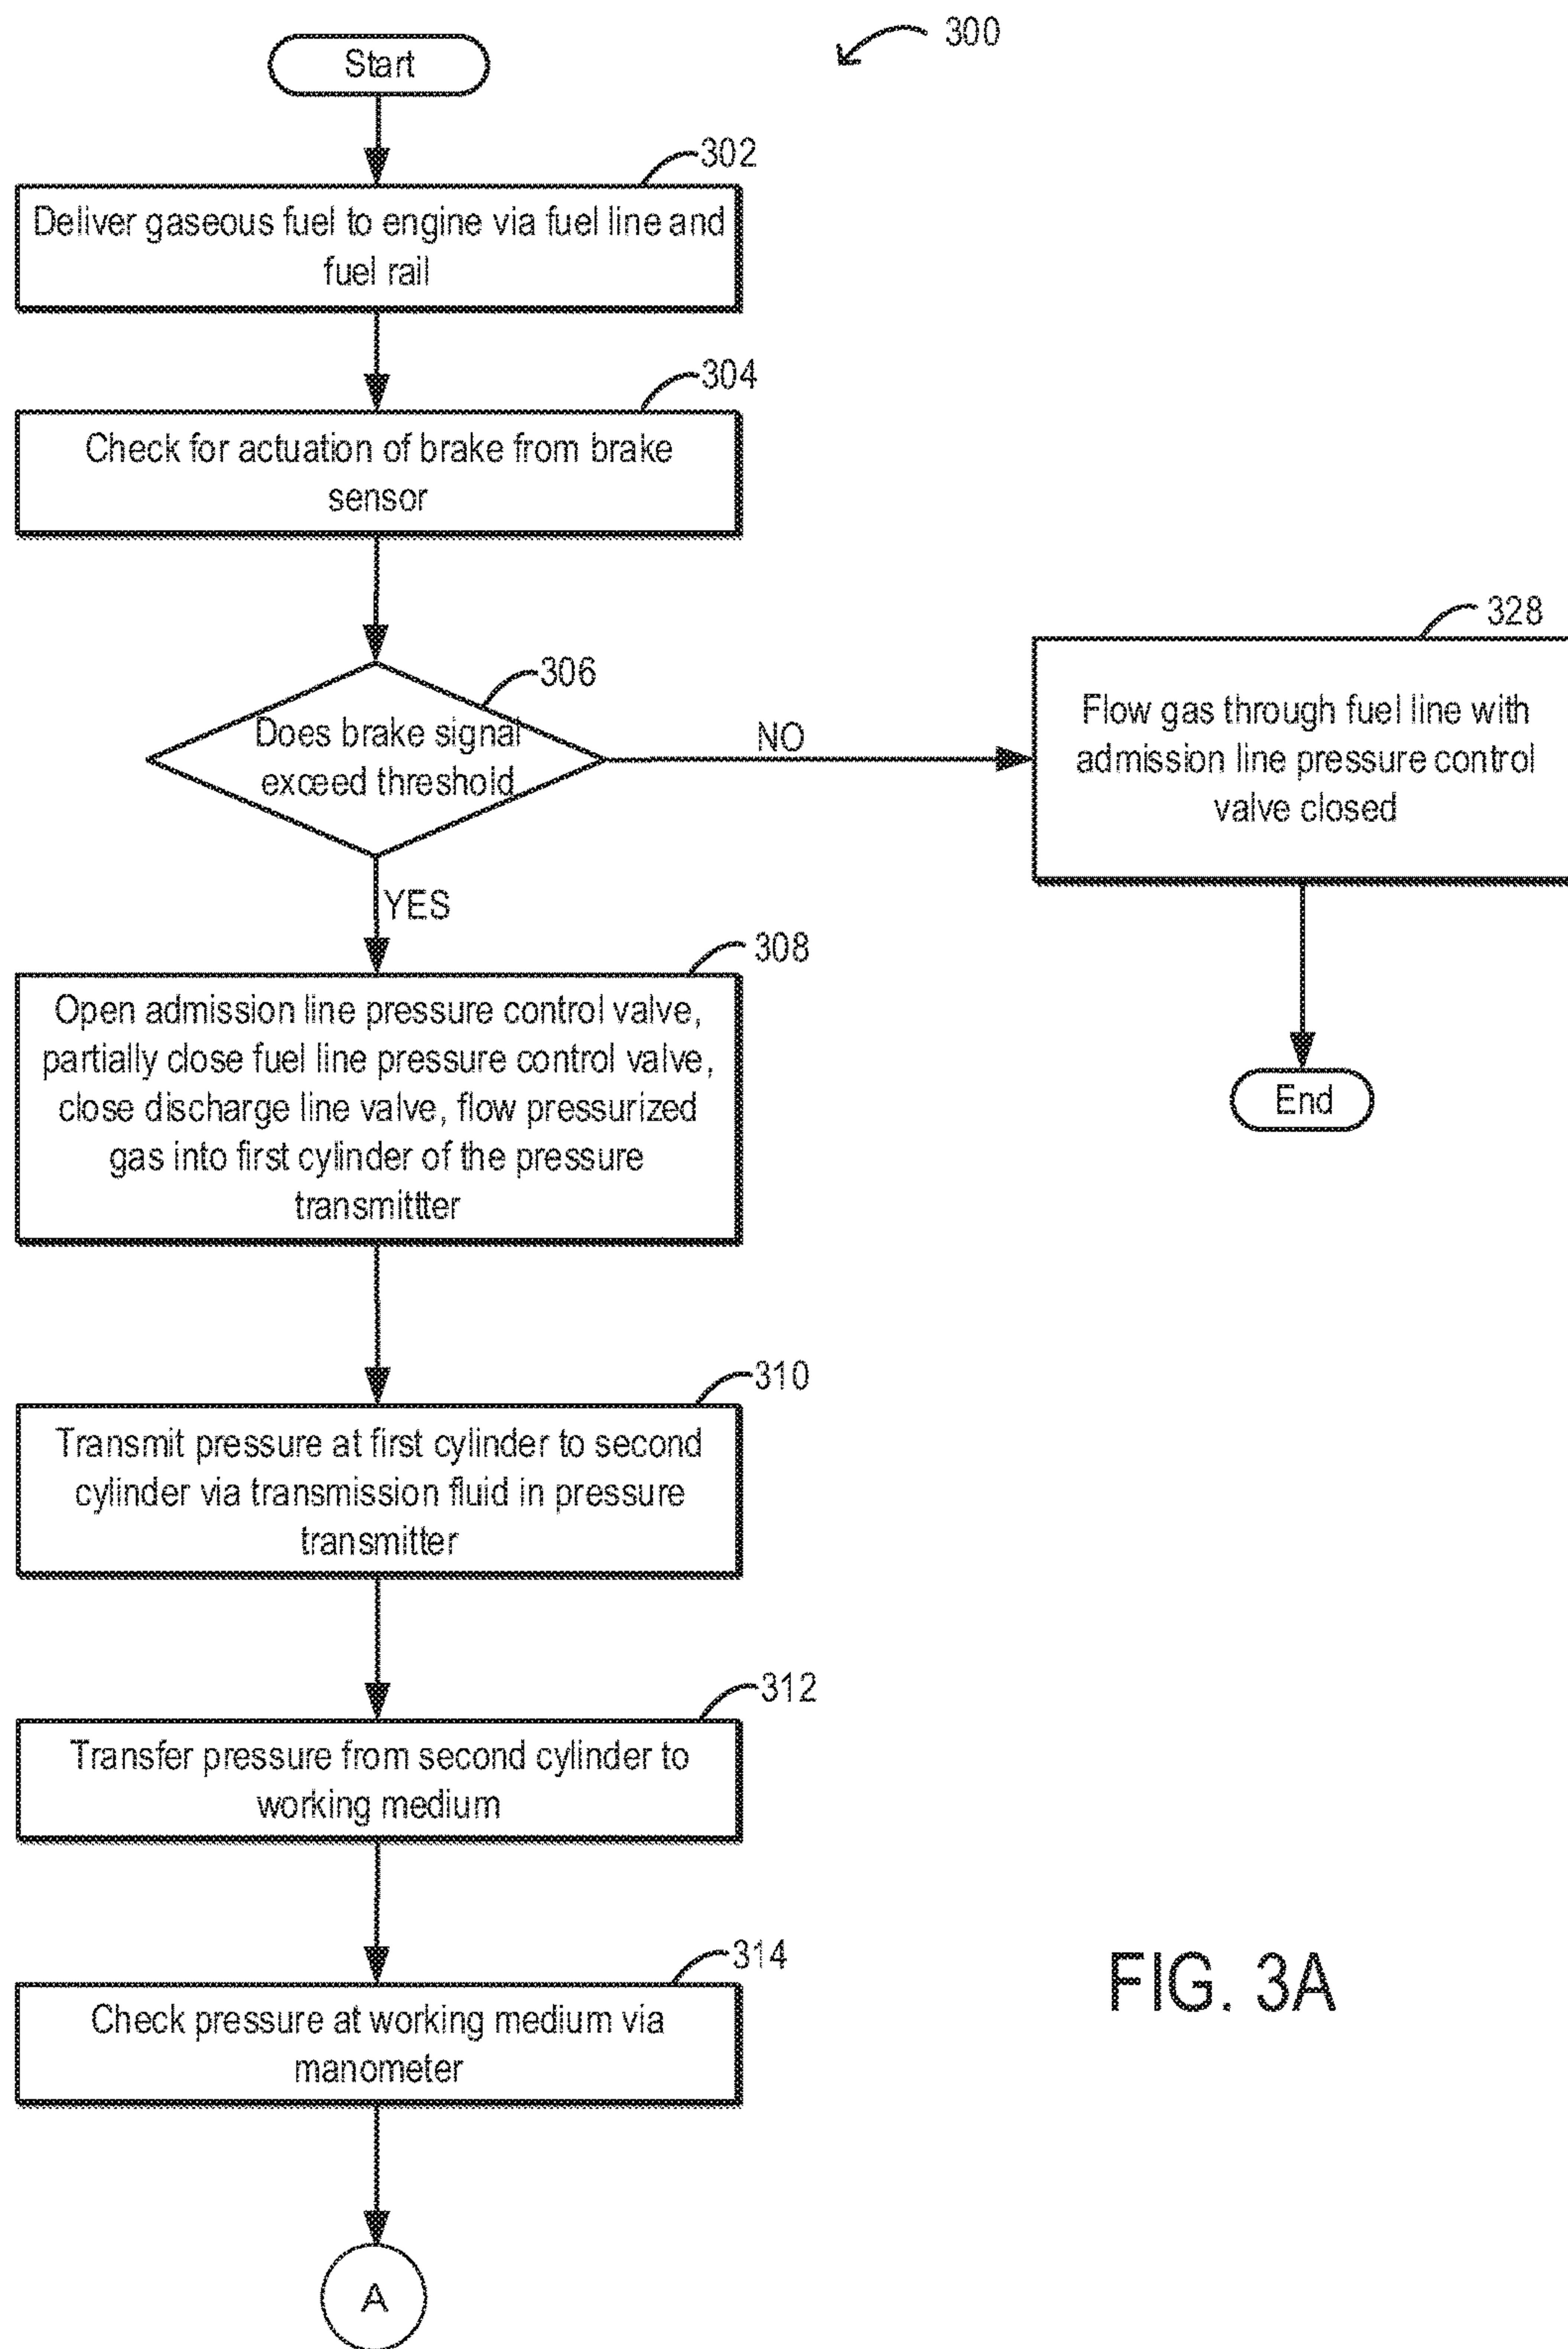 300
Start
302
Deliver gaseous fuel to engine via fuel line and
fuel rail
304
Check for actuation of brake from brake
sensor
306
Does brake signal
exceed threshold
NO
328
Flow gas through fuel line with
admission line pressure control
valve closed
End
YES
308
Open admission line pressure control valve,
partially close fuel line pressure control valve,
close discharge line valve, flow pressurized
gas into first cylinder of the pressure
transmittter
310
Transmit pressure at first cylinder to second
cylinder via transmission fluid in pressure
transmitter
312
Transfer pressure from second cylinder to
working medium
314
Check pressure at working medium via
manometer
A
FIG. 3A